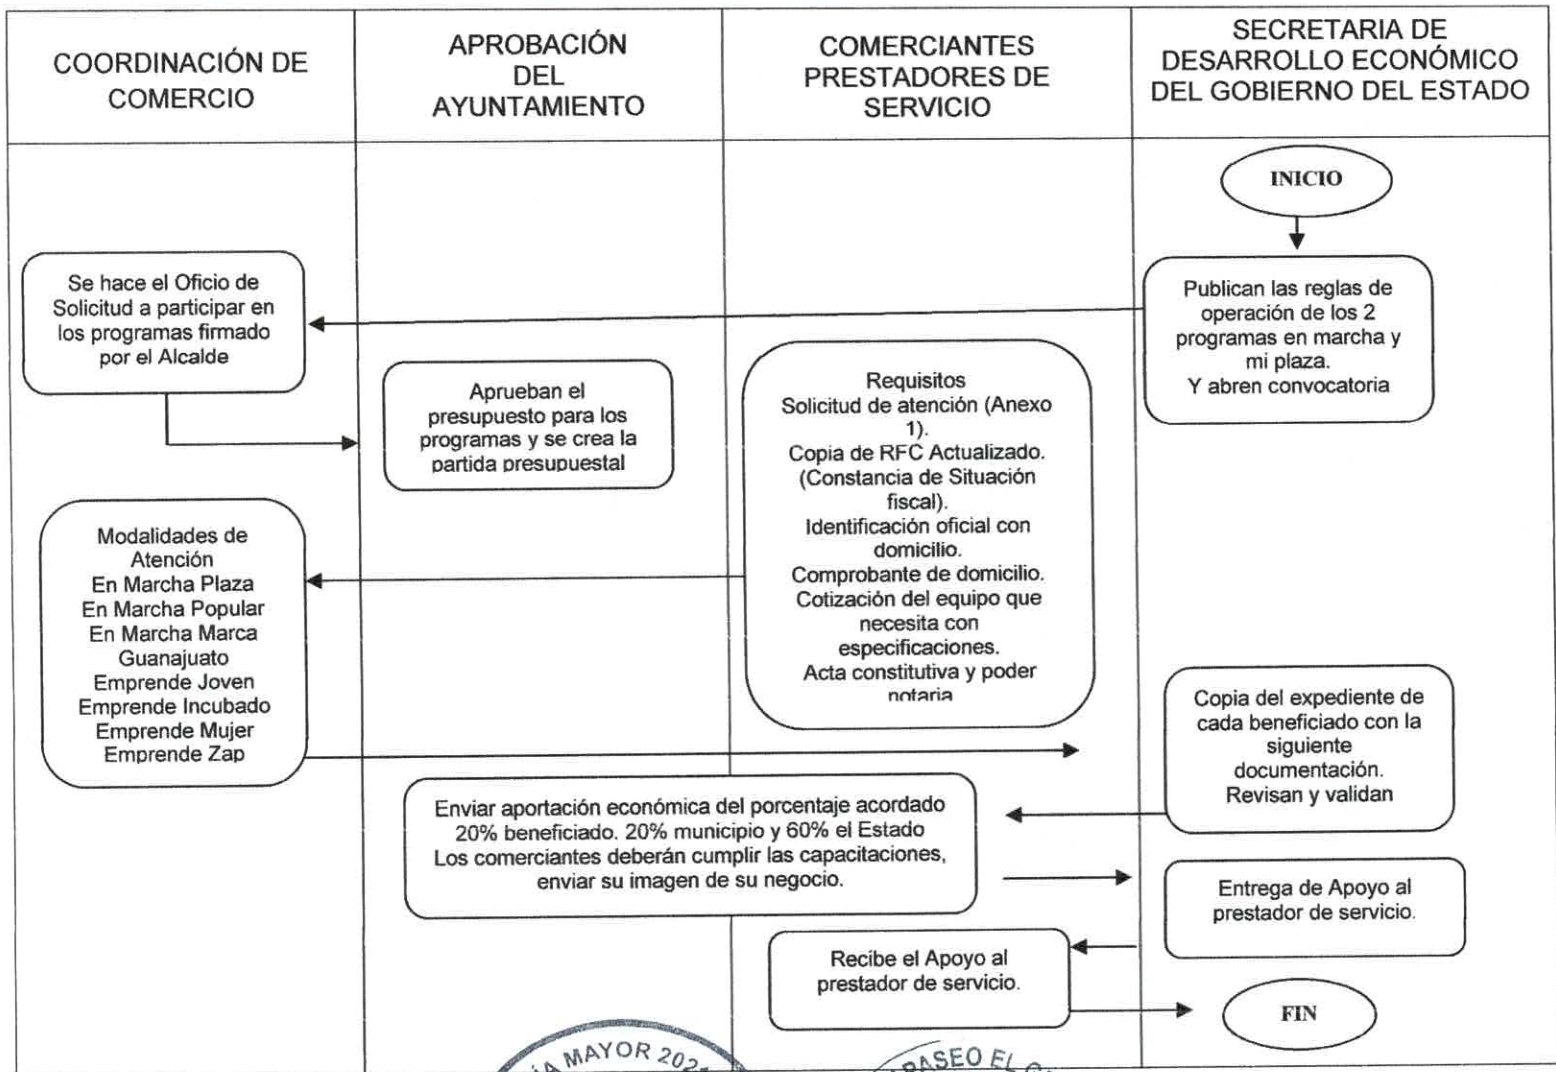 COORDINACIÓN DE
COMERCIO
APROBACIÓN
DEL
AYUNTAMIENTO
COMERCIANTES
PRESTADORES DE
SERVICIO
SECRETARIA DE
DESARROLLO ECONÓMICO
DEL GOBIERNO DEL ESTADO
INICIO
Publican las reglas de
operación de los 2
programas en marcha y
mi plaza.
Y abren convocatoria
Se hace el Oficio de
Solicitud a participar en
los programas firmado
por el Alcalde
Aprueban el
presupuesto para los
programas y se crea la
partida presupuestal
Requisitos
Solicitud de atención (Anexo
1).
Copia de RFC Actualizado.
(Constancia de Situación
fiscal).
Identificación oficial con
domicilio.
Comprobante de domicilio.
Cotización del equipo que
necesita con
especificaciones.
Acta constitutiva y poder
notaria
Modalidades de
Atención
En Marcha Plaza
En Marcha Popular
En Marcha Marca
Guanajuato
Emprende Joven
Emprende Incubado
Emprende Mujer
Emprende Zap
Copia del expediente de
cada beneficiado con la
siguiente
documentación.
Revisan y validan
Enviar aportación económica del porcentaje acordado
20% beneficiado. 20% municipio y 60% el Estado
Los comerciantes deberán cumplir las capacitaciones,
enviar su imagen de su negocio.
Entrega de Apoyo al
prestador de servicio.
Recibe el Apoyo al
prestador de servicio.
FIN
MAYOR
EL